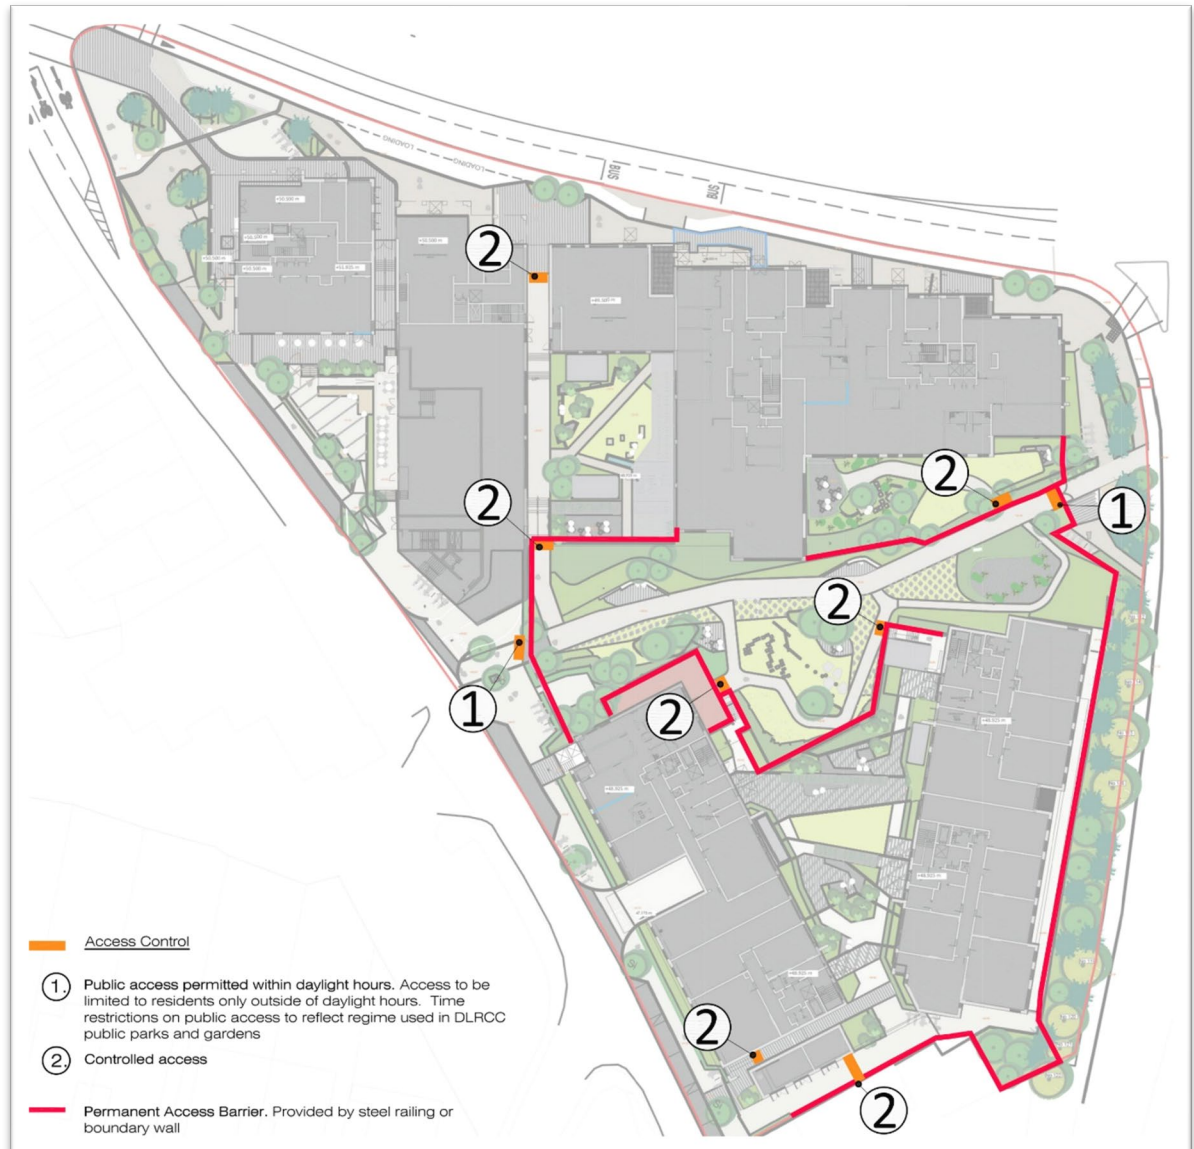 LOADING
LOADING
BUS
BUS
2
2
2
1
2
1
2
2
2
Access Control
1. Public access permitted within daylight hours. Access to be
limited to residents only outside of daylight hours. Time
restrictions on public access to reflect regime used in DLRCC
public parks and gardens
2. Controlled access
Permanent Access Barrier. Provided by steel railing or
boundary wall